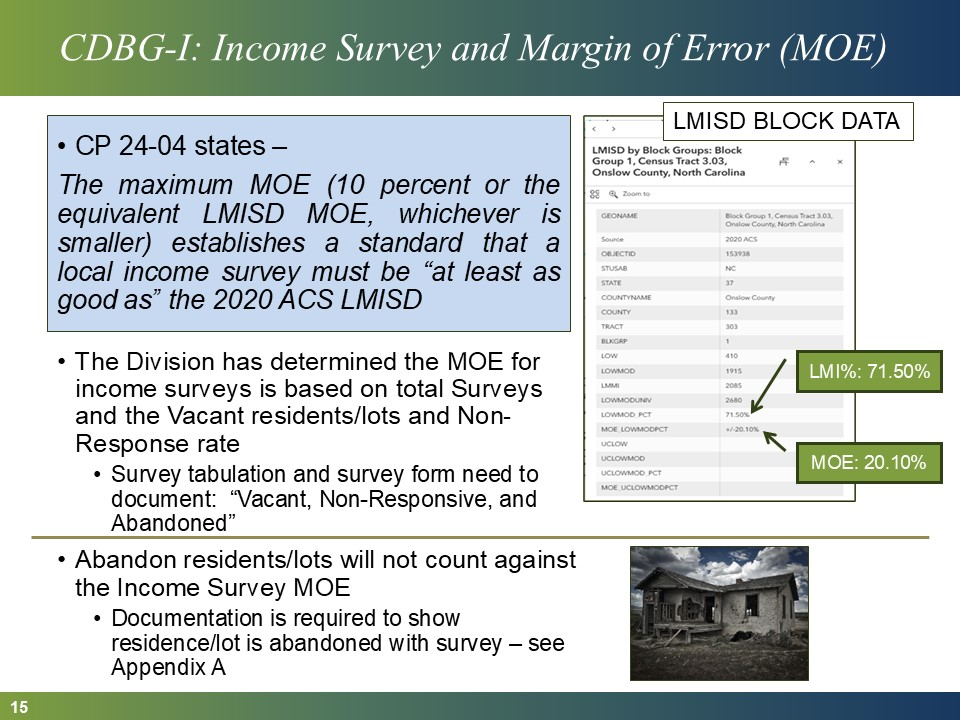 CDBG-I: Income Survey and Margin of Error (MOE)
• CP 24-04 states –
The maximum MOE (10 percent or the
equivalent LMISD MOE, whichever is
smaller) establishes a standard that a
local income survey must be “at least as
good as” the 2020 ACS LMISD
• The Division has determined the MOE for
income surveys is based on total Surveys
and the Vacant residents/lots and Non-
Response rate
• Survey tabulation and survey form need to
document: “Vacant, Non-Responsive, and
Abandoned”
• Abandon residents/lots will not count against
the Income Survey MOE
• Documentation is required to show
residence/lot is abandoned with survey – see
Appendix A
LMISD BLOCK DATA
LMISD by Block Groups: Block
Group 1, Census Tract 3.03,
Onslow County, North Carolina
Zoom to
GEONAME Block Group 1, Census Tract 3.03,
Onslow County, North Carolina
Source 2020 ACS
OBJECTID 153938
STUSAB NC
STATE 37
COUNTYNAME Onslow County
COUNTY 133
TRACT 303
BLKGRP 1
LOW 410
LOWMOD 1915
LMMI 2085
LOWMODUNIV 2680
LOWMOD_PCT 71.50%
MOE_LOWMODPCT +/-20.10%
UCLOW
UCLOWMOD
UCLOWMOD_PCT
MOE_UCLOWMODPCT
LMI%: 71.50%
MOE: 20.10%
15